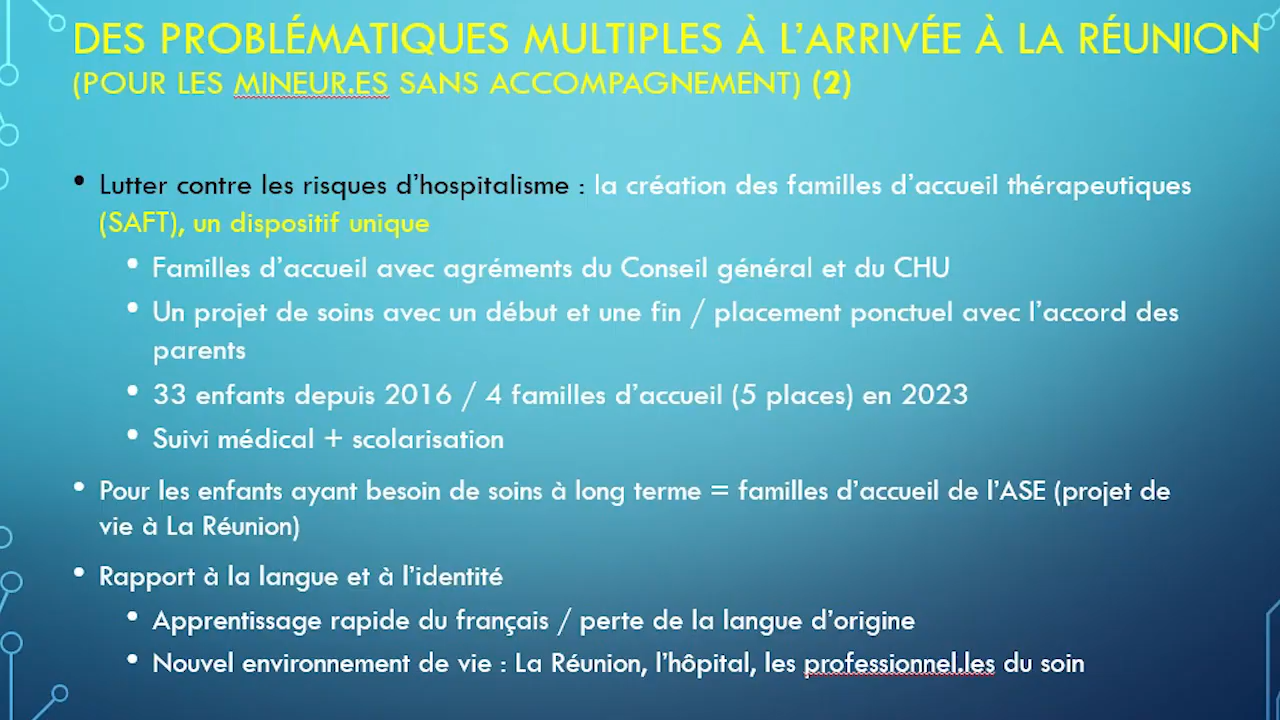 DES PROBLÉMATIQUES MULTIPLES À L’ARRIVÉE À LA RÉUNION
(POUR LES MINEUR.ES SANS ACCOMPAGNEMENT) (2)
• Lutter contre les risques d’hospitalisme : la création des familles d’accueil thérapeutiques
(SAFT), un dispositif unique
• Familles d’accueil avec agréments du Conseil général et du CHU
• Un projet de soins avec un début et une fin / placement ponctuel avec l’accord des
parents
• 33 enfants depuis 2016 / 4 familles d’accueil (5 places) en 2023
• Suivi médical + scolarisation
• Pour les enfants ayant besoin de soins à long terme = familles d’accueil de l’ASE (projet de
vie à La Réunion)
• Rapport à la langue et à l’identité
• Apprentissage rapide du français / perte de la langue d’origine
• Nouvel environnement de vie : La Réunion, l’hôpital, les professionnel.les du soin